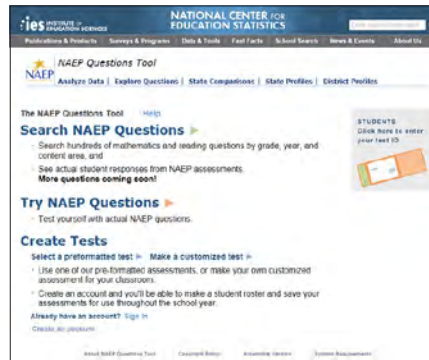 ies INSTITUTE OF EDUCATION SCIENCES
NATIONAL CENTER FOR
EDUCATION STATISTICS
Publications & Products Surveys & Programs Data & Tools Fast Facts School Search News & Events About Us
NAEP
NAEP Questions Tool
Analyze Data | Explore Questions | State Comparisons | State Profiles | District Profiles
The NAEP Questions Tool Help
Search NAEP Questions
Search hundreds of mathematics and reading questions by grade, year, and
content area, and
See actual student responses from NAEP assessments.
More questions coming soon!
STUDENTS
Click here to enter
your test ID
Try NAEP Questions
Test yourself with actual NAEP questions.
Create Tests
Select a preformatted test Make a customized test
Use one of our pre-formatted assessments, or make your own customized
assessment for your classroom.
Create an account and you'll be able to make a student roster and save your
assessments for use throughout the school year.
Already have an account? Sign in
Create an account
About NAEP Questions Tool Copyright Policy System Requirements